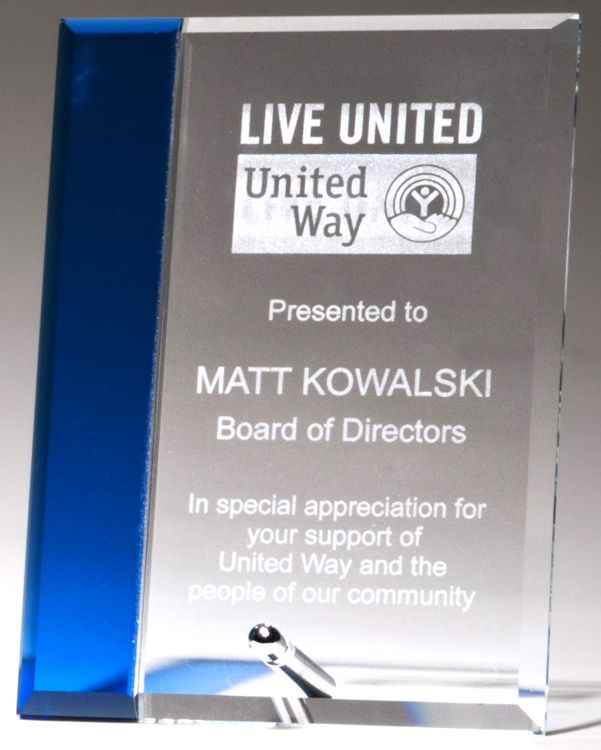 LIVE UNITED
United
Way
Presented to
MATT KOWALSKI
Board of Directors
In special appreciation for
your support of
United Way and the
people of our community